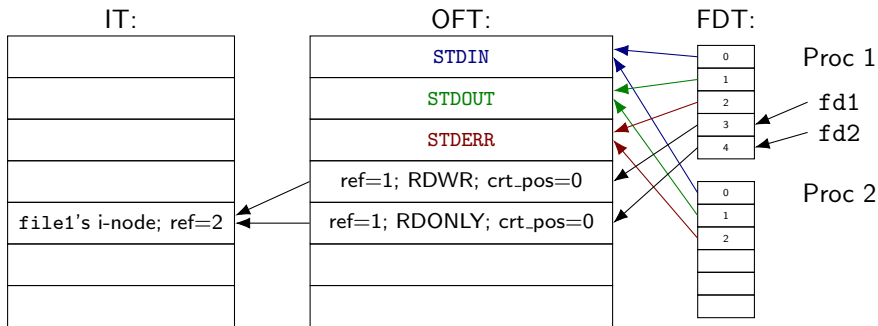 IT:
OFT:
FDT:
STDIN
STDOUT
STDERR
ref=1; RDWR; crt_pos=0
file1's i-node; ref=2
ref=1; RDONLY; crt_pos=0
0
1
2
3
4
Proc 1
fd1
fd2
0
1
2
Proc 2